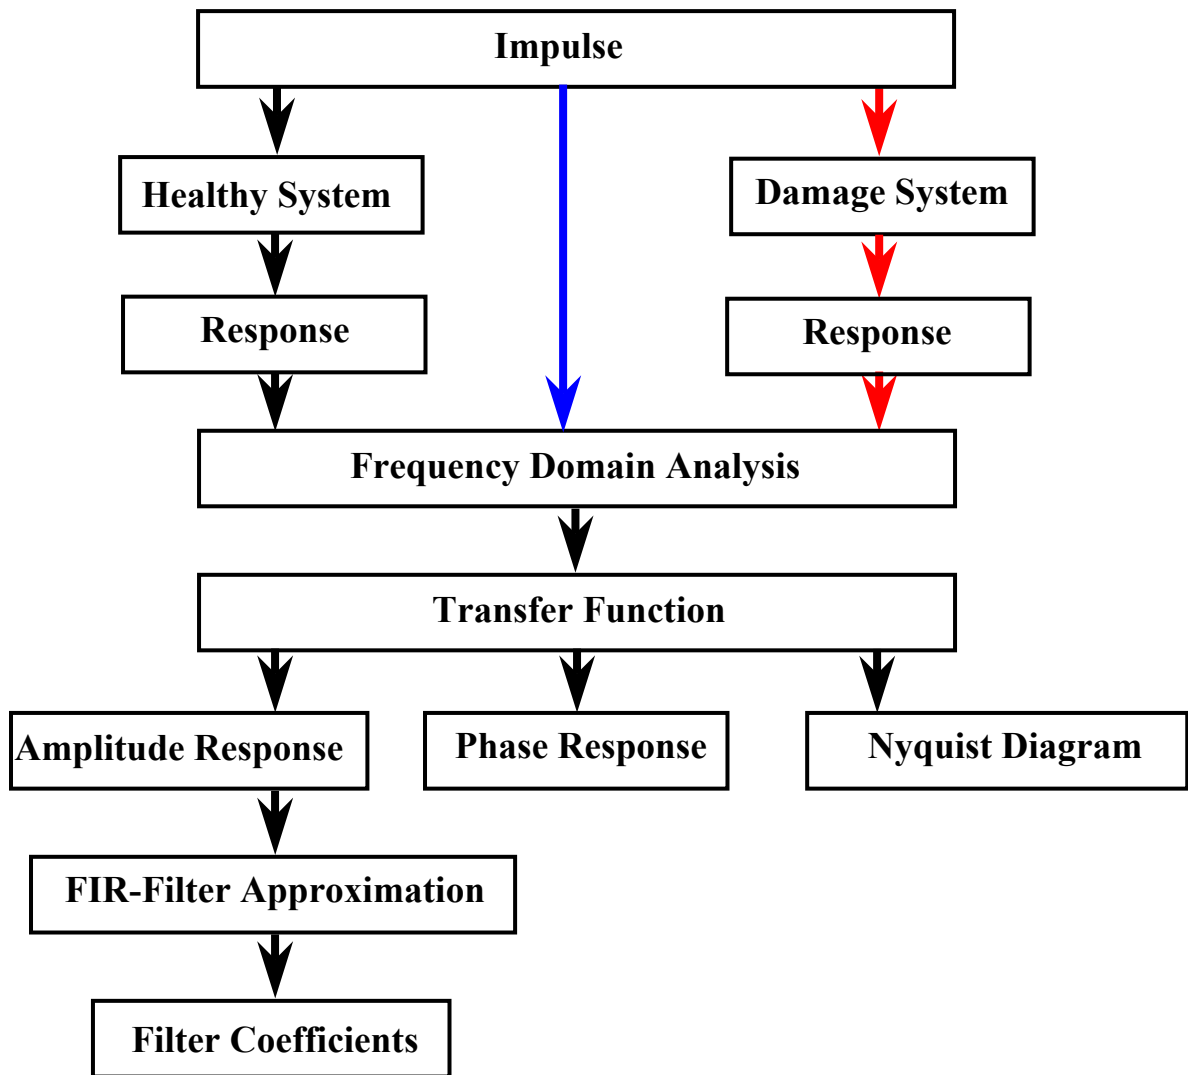 Impulse
Healthy System
Damage System
Response
Response
Frequency Domain Analysis
Transfer Function
Amplitude Response
Phase Response
Nyquist Diagram
FIR-Filter Approximation
Filter Coefficients